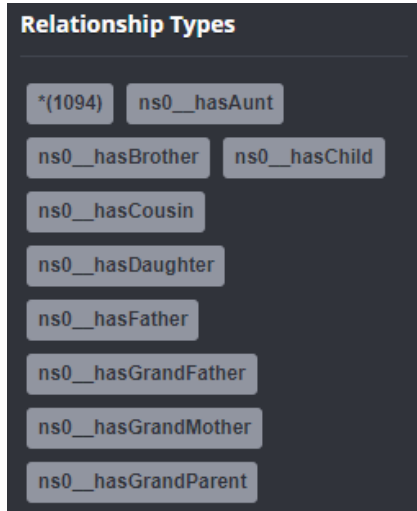 Relationship Types
*(1094) ns0__hasAunt
ns0__hasBrother ns0__hasChild
ns0__hasCousin
ns0__hasDaughter
ns0__hasFather
ns0__hasGrandFather
ns0__hasGrandMother
ns0__hasGrandParent